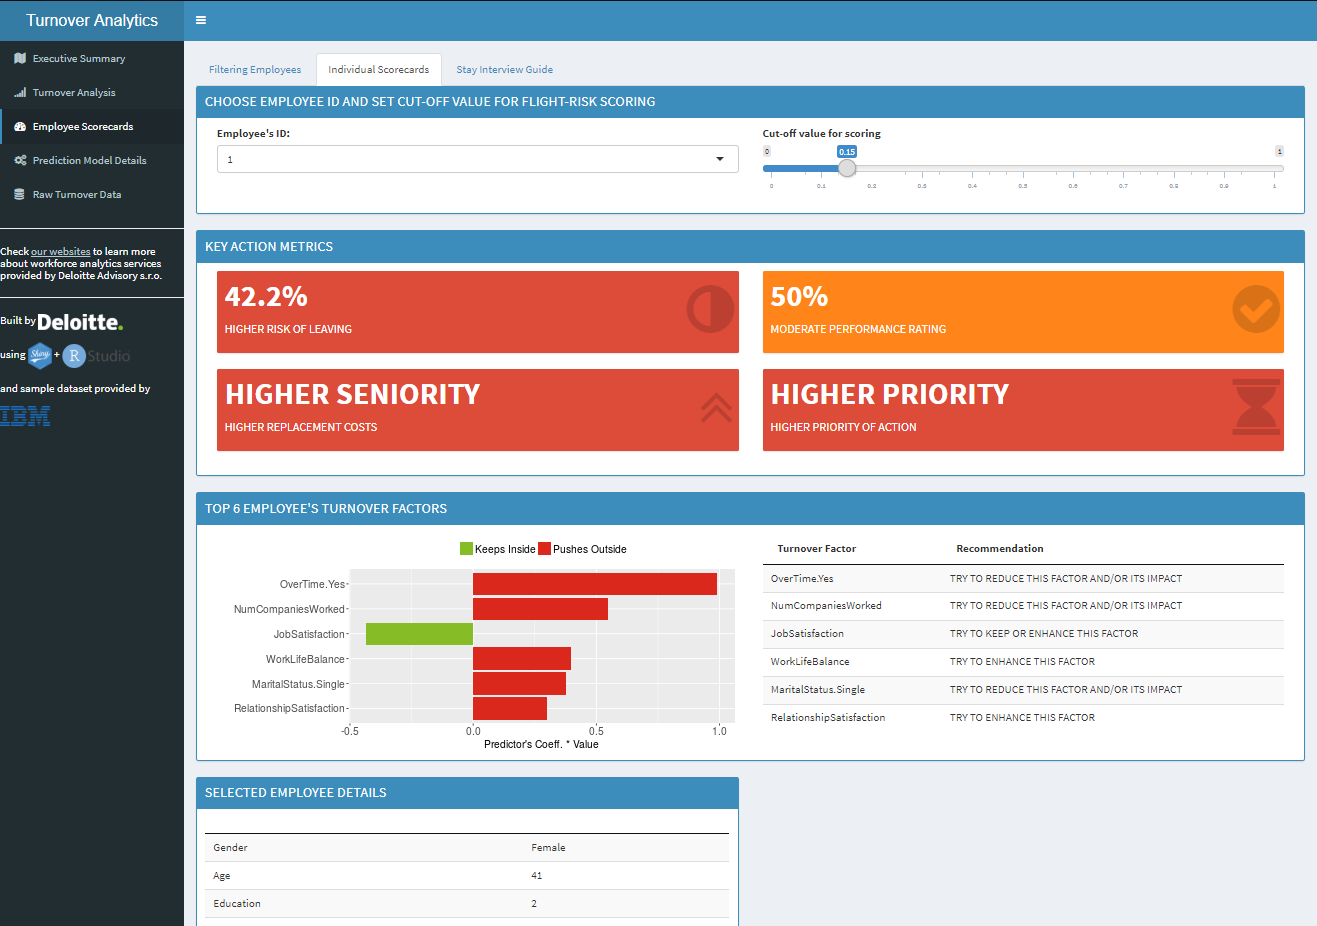 Turnover Analytics
Executive Summary
Turnover Analysis
Employee Scorecards
Prediction Model Details
Raw Turnover Data
Check our websites to learn more
about workforce analytics services
provided by Deloitte Advisory s.r.o.
Built by Deloitte.
using Shiny + R Studio
and sample dataset provided by
IBM
Filtering Employees
Individual Scorecards
Stay Interview Guide
CHOOSE EMPLOYEE ID AND SET CUT-OFF VALUE FOR FLIGHT-RISK SCORING
Employee's ID:
1
Cut-off value for scoring
0 0.15 1
0 0.1 0.2 0.3 0.4 0.5 0.6 0.7 0.8 0.9 1
KEY ACTION METRICS
42.2%
HIGHER RISK OF LEAVING
50%
MODERATE PERFORMANCE RATING
HIGHER SENIORITY
HIGHER REPLACEMENT COSTS
HIGHER PRIORITY
HIGHER PRIORITY OF ACTION
TOP 6 EMPLOYEE'S TURNOVER FACTORS
Keeps Inside Pushes Outside
OverTime.Yes
NumCompaniesWorked
JobSatisfaction
WorkLifeBalance
MaritalStatus.Single
RelationshipSatisfaction
-0.5 0.0 0.5 1.0
Predictor's Coeff. * Value
Turnover Factor Recommendation
OverTime.Yes TRY TO REDUCE THIS FACTOR AND/OR ITS IMPACT
NumCompaniesWorked TRY TO REDUCE THIS FACTOR AND/OR ITS IMPACT
JobSatisfaction TRY TO KEEP OR ENHANCE THIS FACTOR
WorkLifeBalance TRY TO ENHANCE THIS FACTOR
MaritalStatus.Single TRY TO REDUCE THIS FACTOR AND/OR ITS IMPACT
RelationshipSatisfaction TRY TO ENHANCE THIS FACTOR
SELECTED EMPLOYEE DETAILS
Gender Female
Age 41
Education 2